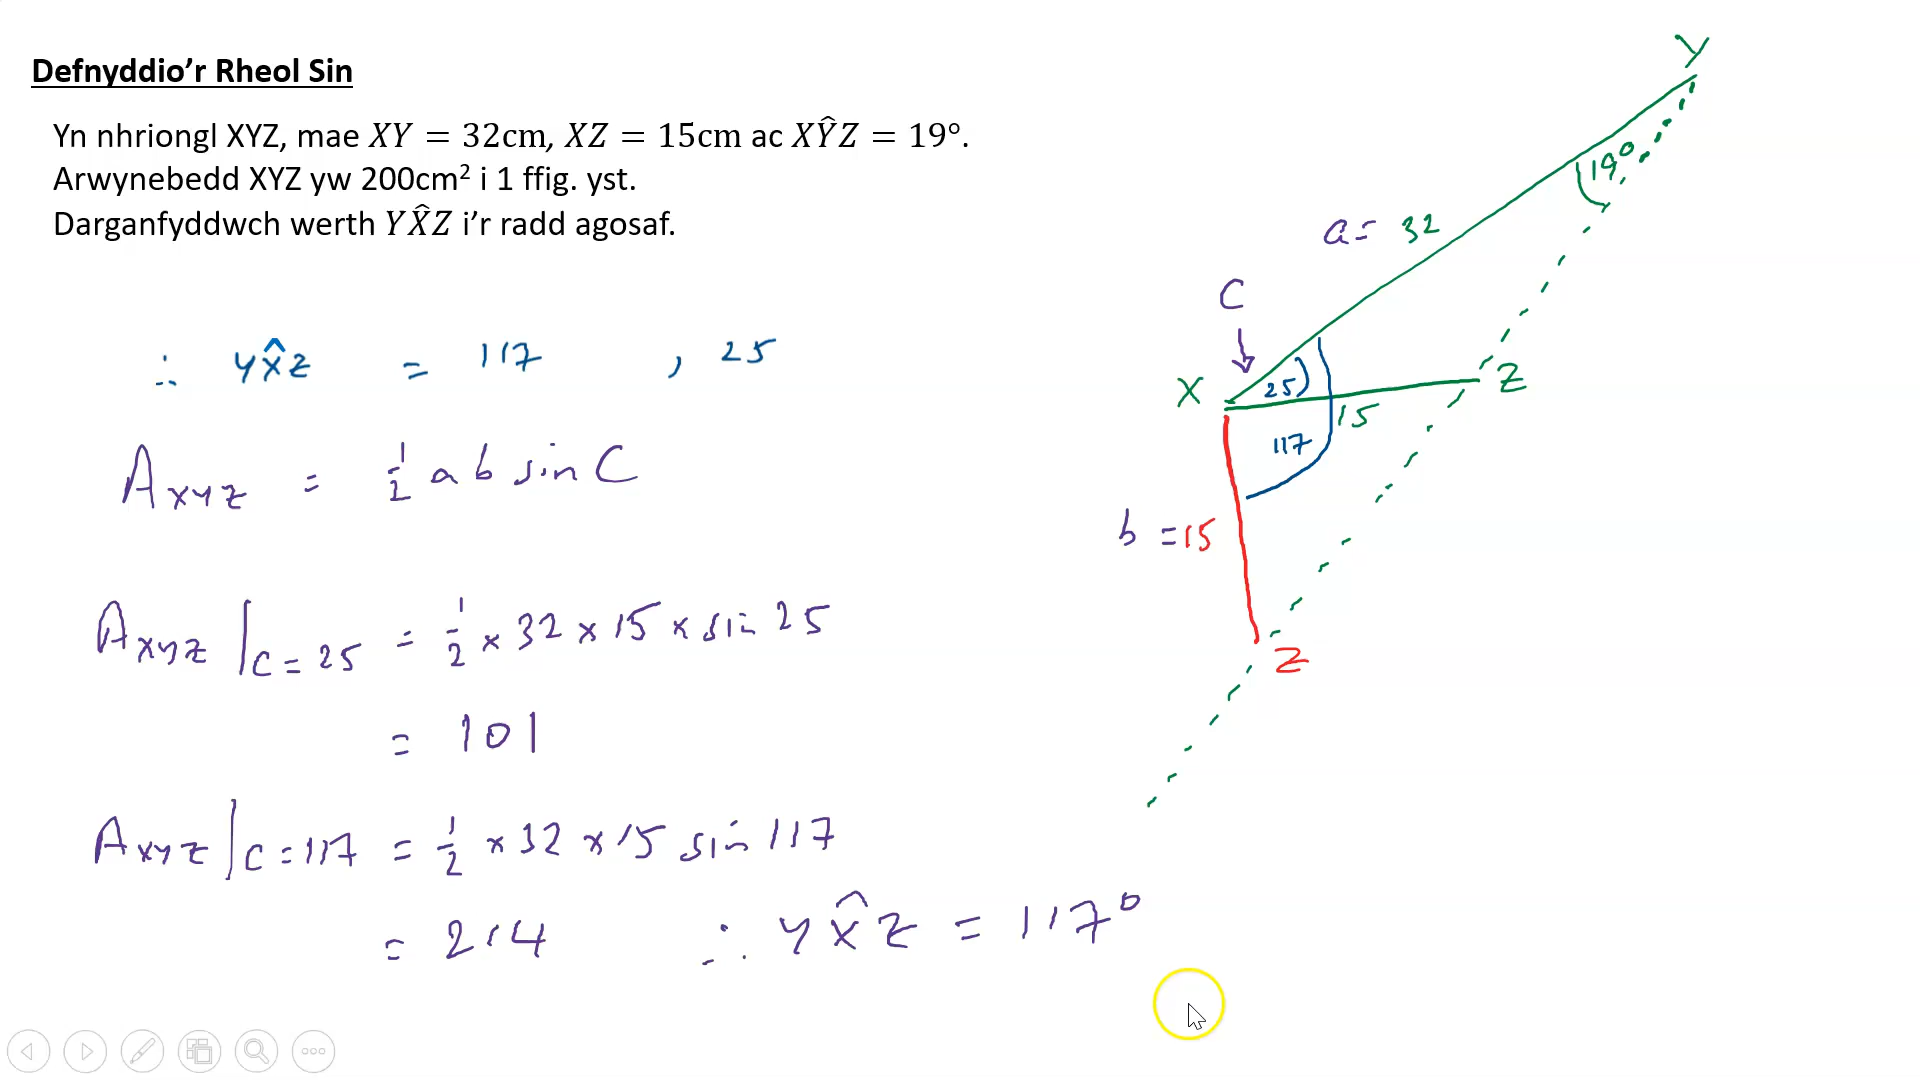 Defnyddio’r Rheol Sin
Yn nhriongl XYZ, mae XY = 32cm, XZ = 15cm ac XŶZ = 19°.
Arwynebedd XYZ yw 200cm² i 1 ffig. yst.
Darganfyddwch werth YX̂Z i’r radd agosaf.
∴ YX̂Z = 117 , 25
A_XYZ = 1/2 a b sin C
A_XYZ |_C = 25 = 1/2 × 32 × 15 × sin 25
= 101
A_XYZ |_C = 117 = 1/2 × 32 × 15 sin 117
= 214 ∴ YX̂Z = 117°
Y
19°
a = 32
C
X
25
Z
15
117
b = 15
Z